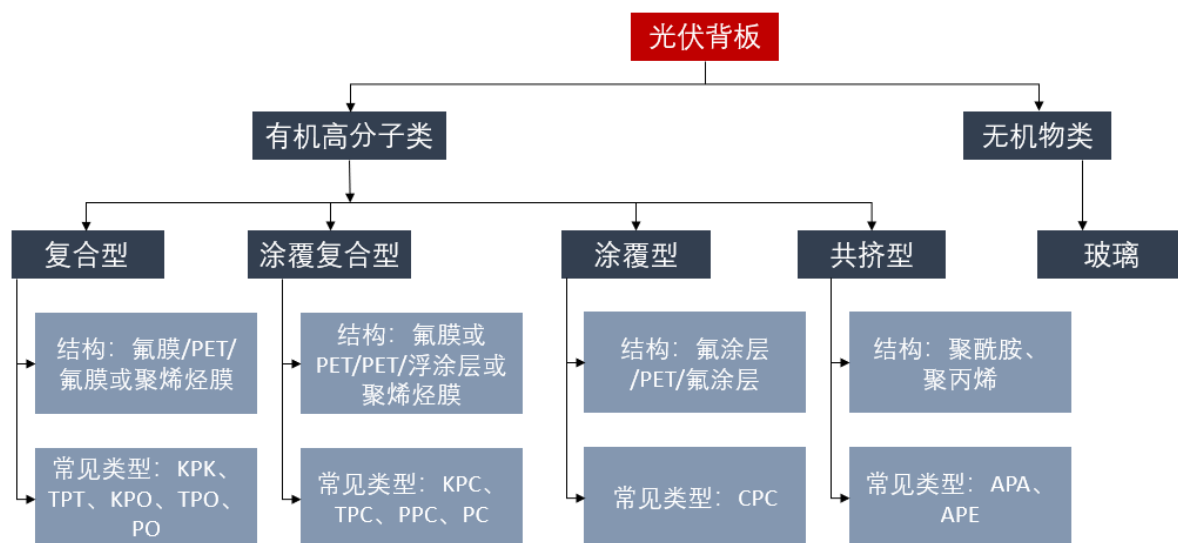 光伏背板
有机高分子类
无机物类
复合型
涂覆复合型
涂覆型
共挤型
玻璃
结构：氟膜/PET/
氟膜或聚烯烃膜
结构：氟膜或
PET/PET/浮涂层或
聚烯烃膜
结构：氟涂层
/PET/氟涂层
结构：聚酰胺、
聚丙烯
常见类型：KPK、
TPT、KPO、TPO、
PO
常见类型：KPC、
TPC、PPC、PC
常见类型：CPC
常见类型：APA、
APE